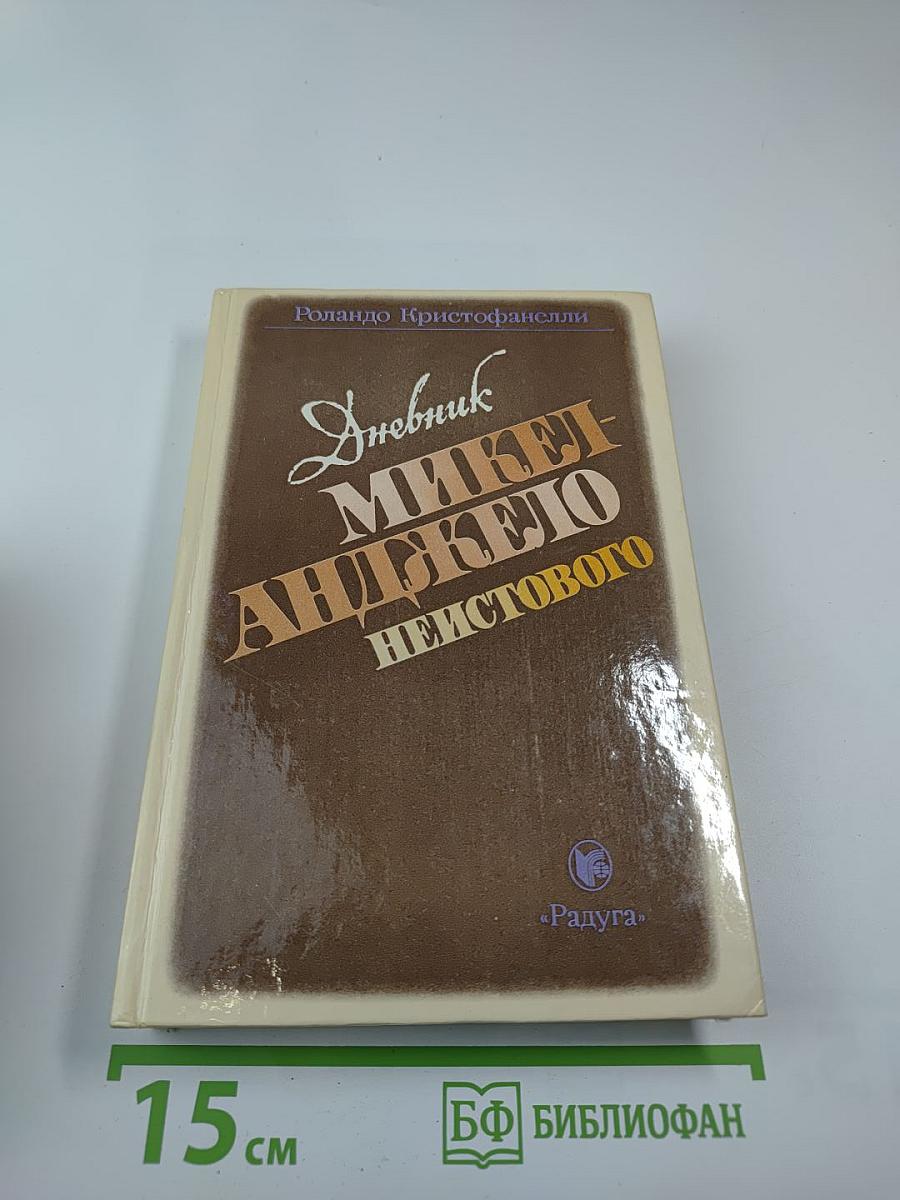 Роландо Кристофанелли
Дневник
МИКЕЛ-
АНДЖЕЛО
НЕИСТОВОГО
«Радуга»
15 см
БФ БИБЛИОФАН